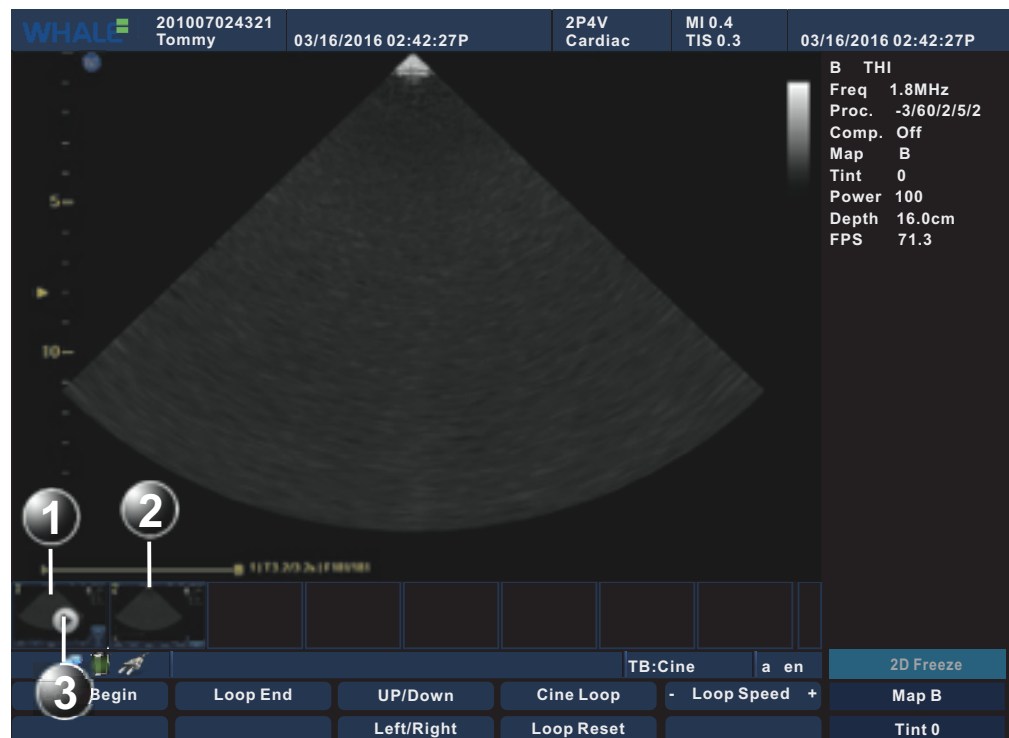 WHALE
201007024321
Tommy
03/16/2016 02:42:27P
2P4V
Cardiac
MI 0.4
TIS 0.3
03/16/2016 02:42:27P
B THI
Freq 1.8MHz
Proc. -3/60/2/5/2
Comp. Off
Map B
Tint 0
Power 100
Depth 16.0cm
FPS 71.3
5
10
1
2
3
TB:Cine
a en
2D Freeze
Begin
Loop End
UP/Down
Cine Loop
- Loop Speed +
Map B
Left/Right
Loop Reset
Tint 0